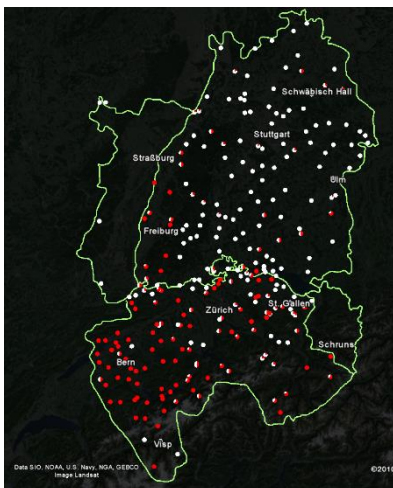 Schwäbisch Hall
Stuttgart
Straßburg
Ulm
Freiburg
St. Gallen
Zürich
Schruns
Bern
Visp
Data SIO, NOAA, U.S. Navy, NGA, GEBCO
Image Landsat
©2016